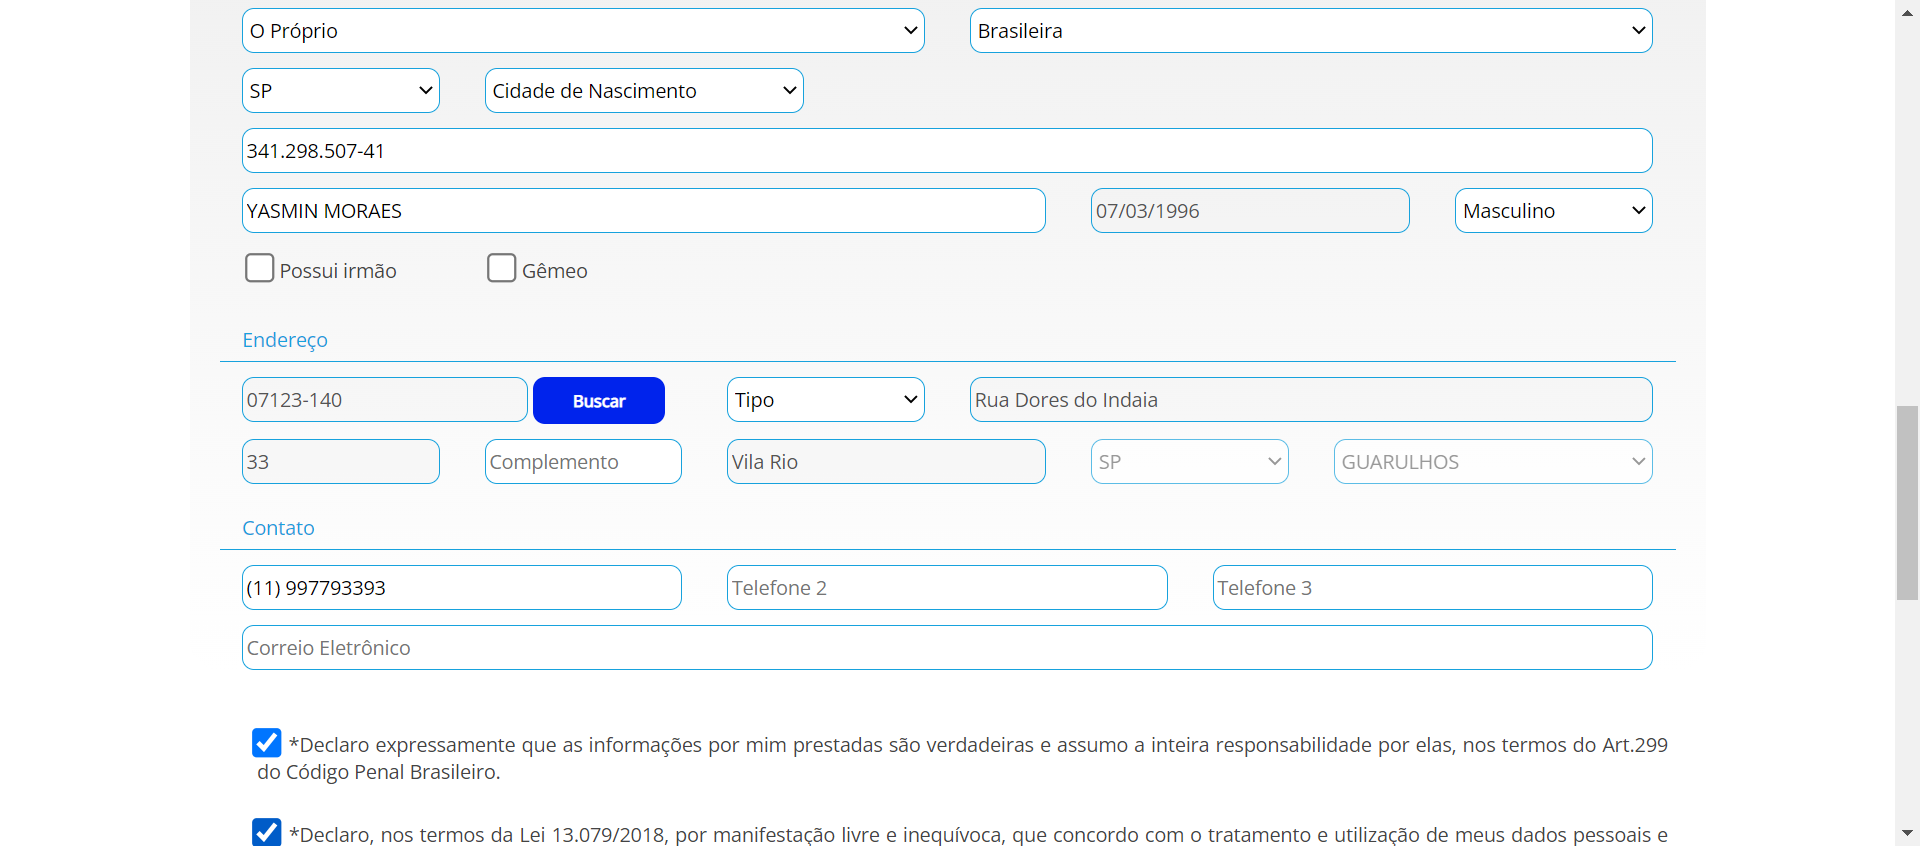 O Próprio Brasileira
SP Cidade de Nascimento
341.298.507-41
YASMIN MORAES 07/03/1996 Masculino
Possui irmão Gêmeo
Endereço
07123-140 Buscar Tipo Rua Dores do Indaia
33 Complemento Vila Rio SP GUARULHOS
Contato
(11) 997793393 Telefone 2 Telefone 3
Correio Eletrônico
*Declaro expressamente que as informações por mim prestadas são verdadeiras e assumo a inteira responsabilidade por elas, nos termos do Art.299
do Código Penal Brasileiro.
*Declaro, nos termos da Lei 13.079/2018, por manifestação livre e inequívoca, que concordo com o tratamento e utilização de meus dados pessoais e